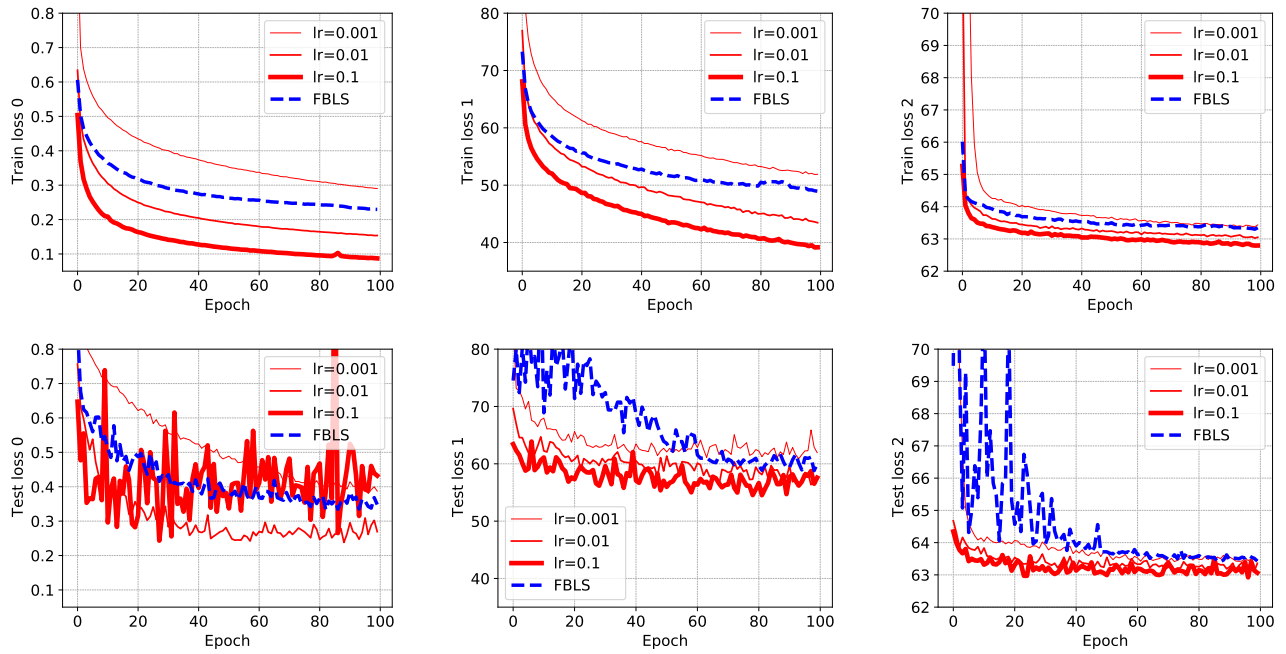 Train loss 0
0.8
0.7
0.6
0.5
0.4
0.3
0.2
0.1
0 20 40 60 80 100
Epoch
lr=0.001
lr=0.01
lr=0.1
FBLS
Train loss 1
80
70
60
50
40
0 20 40 60 80 100
Epoch
lr=0.001
lr=0.01
lr=0.1
FBLS
Train loss 2
70
69
68
67
66
65
64
63
62
0 20 40 60 80 100
Epoch
lr=0.001
lr=0.01
lr=0.1
FBLS
Test loss 0
0.8
0.7
0.6
0.5
0.4
0.3
0.2
0.1
0 20 40 60 80 100
Epoch
lr=0.001
lr=0.01
lr=0.1
FBLS
Test loss 1
80
70
60
50
40
0 20 40 60 80 100
Epoch
lr=0.001
lr=0.01
lr=0.1
FBLS
Test loss 2
70
69
68
67
66
65
64
63
62
0 20 40 60 80 100
Epoch
lr=0.001
lr=0.01
lr=0.1
FBLS